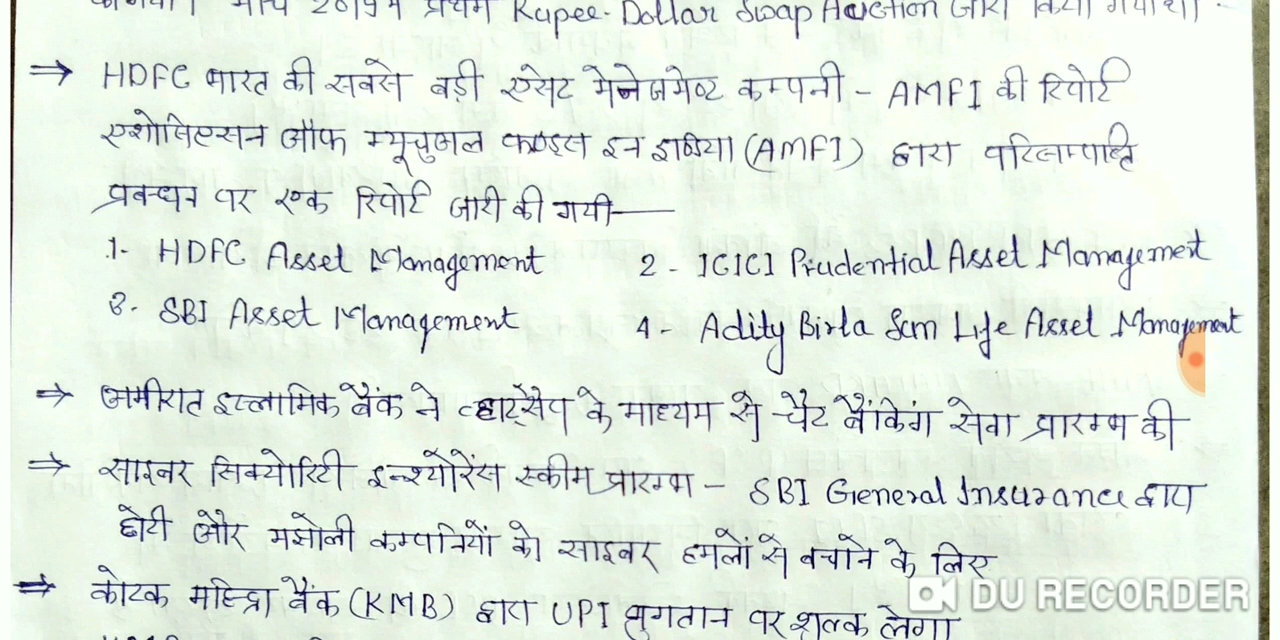 मार्च 2019 में प्रथम Rupee-Dollar Swap Auction जारी किया गया था।
⇒ HDFC भारत की सबसे बड़ी एसेट मैनेजमेण्ट कम्पनी - AMFI की रिपोर्ट
एशोसिएसन ऑफ म्यूचुअल फण्ड्स इन इण्डिया (AMFI) द्वारा परिसम्पत्ति
प्रबन्धन पर एक रिपोर्ट जारी की गयी—
1- HDFC Asset Management 2- ICICI Prudential Asset Management
3- SBI Asset Management 4- Adity Birla Sun Life Asset Management
⇒ अमीरात इस्लामिक बैंक ने व्हाट्सेप के माध्यम से चैट बैंकिंग सेवा प्रारम्भ की
⇒ साइबर सिक्योरिटी इन्श्योरेंस स्कीम प्रारम्भ - SBI General Insurance द्वारा
छोटी और मझोली कम्पनियों को साइबर हमलों से बचाने के लिए
⇒ कोटक महिन्द्रा बैंक (KMB) द्वारा UPI भुगतान पर शुल्क लेगा
DU RECORDER